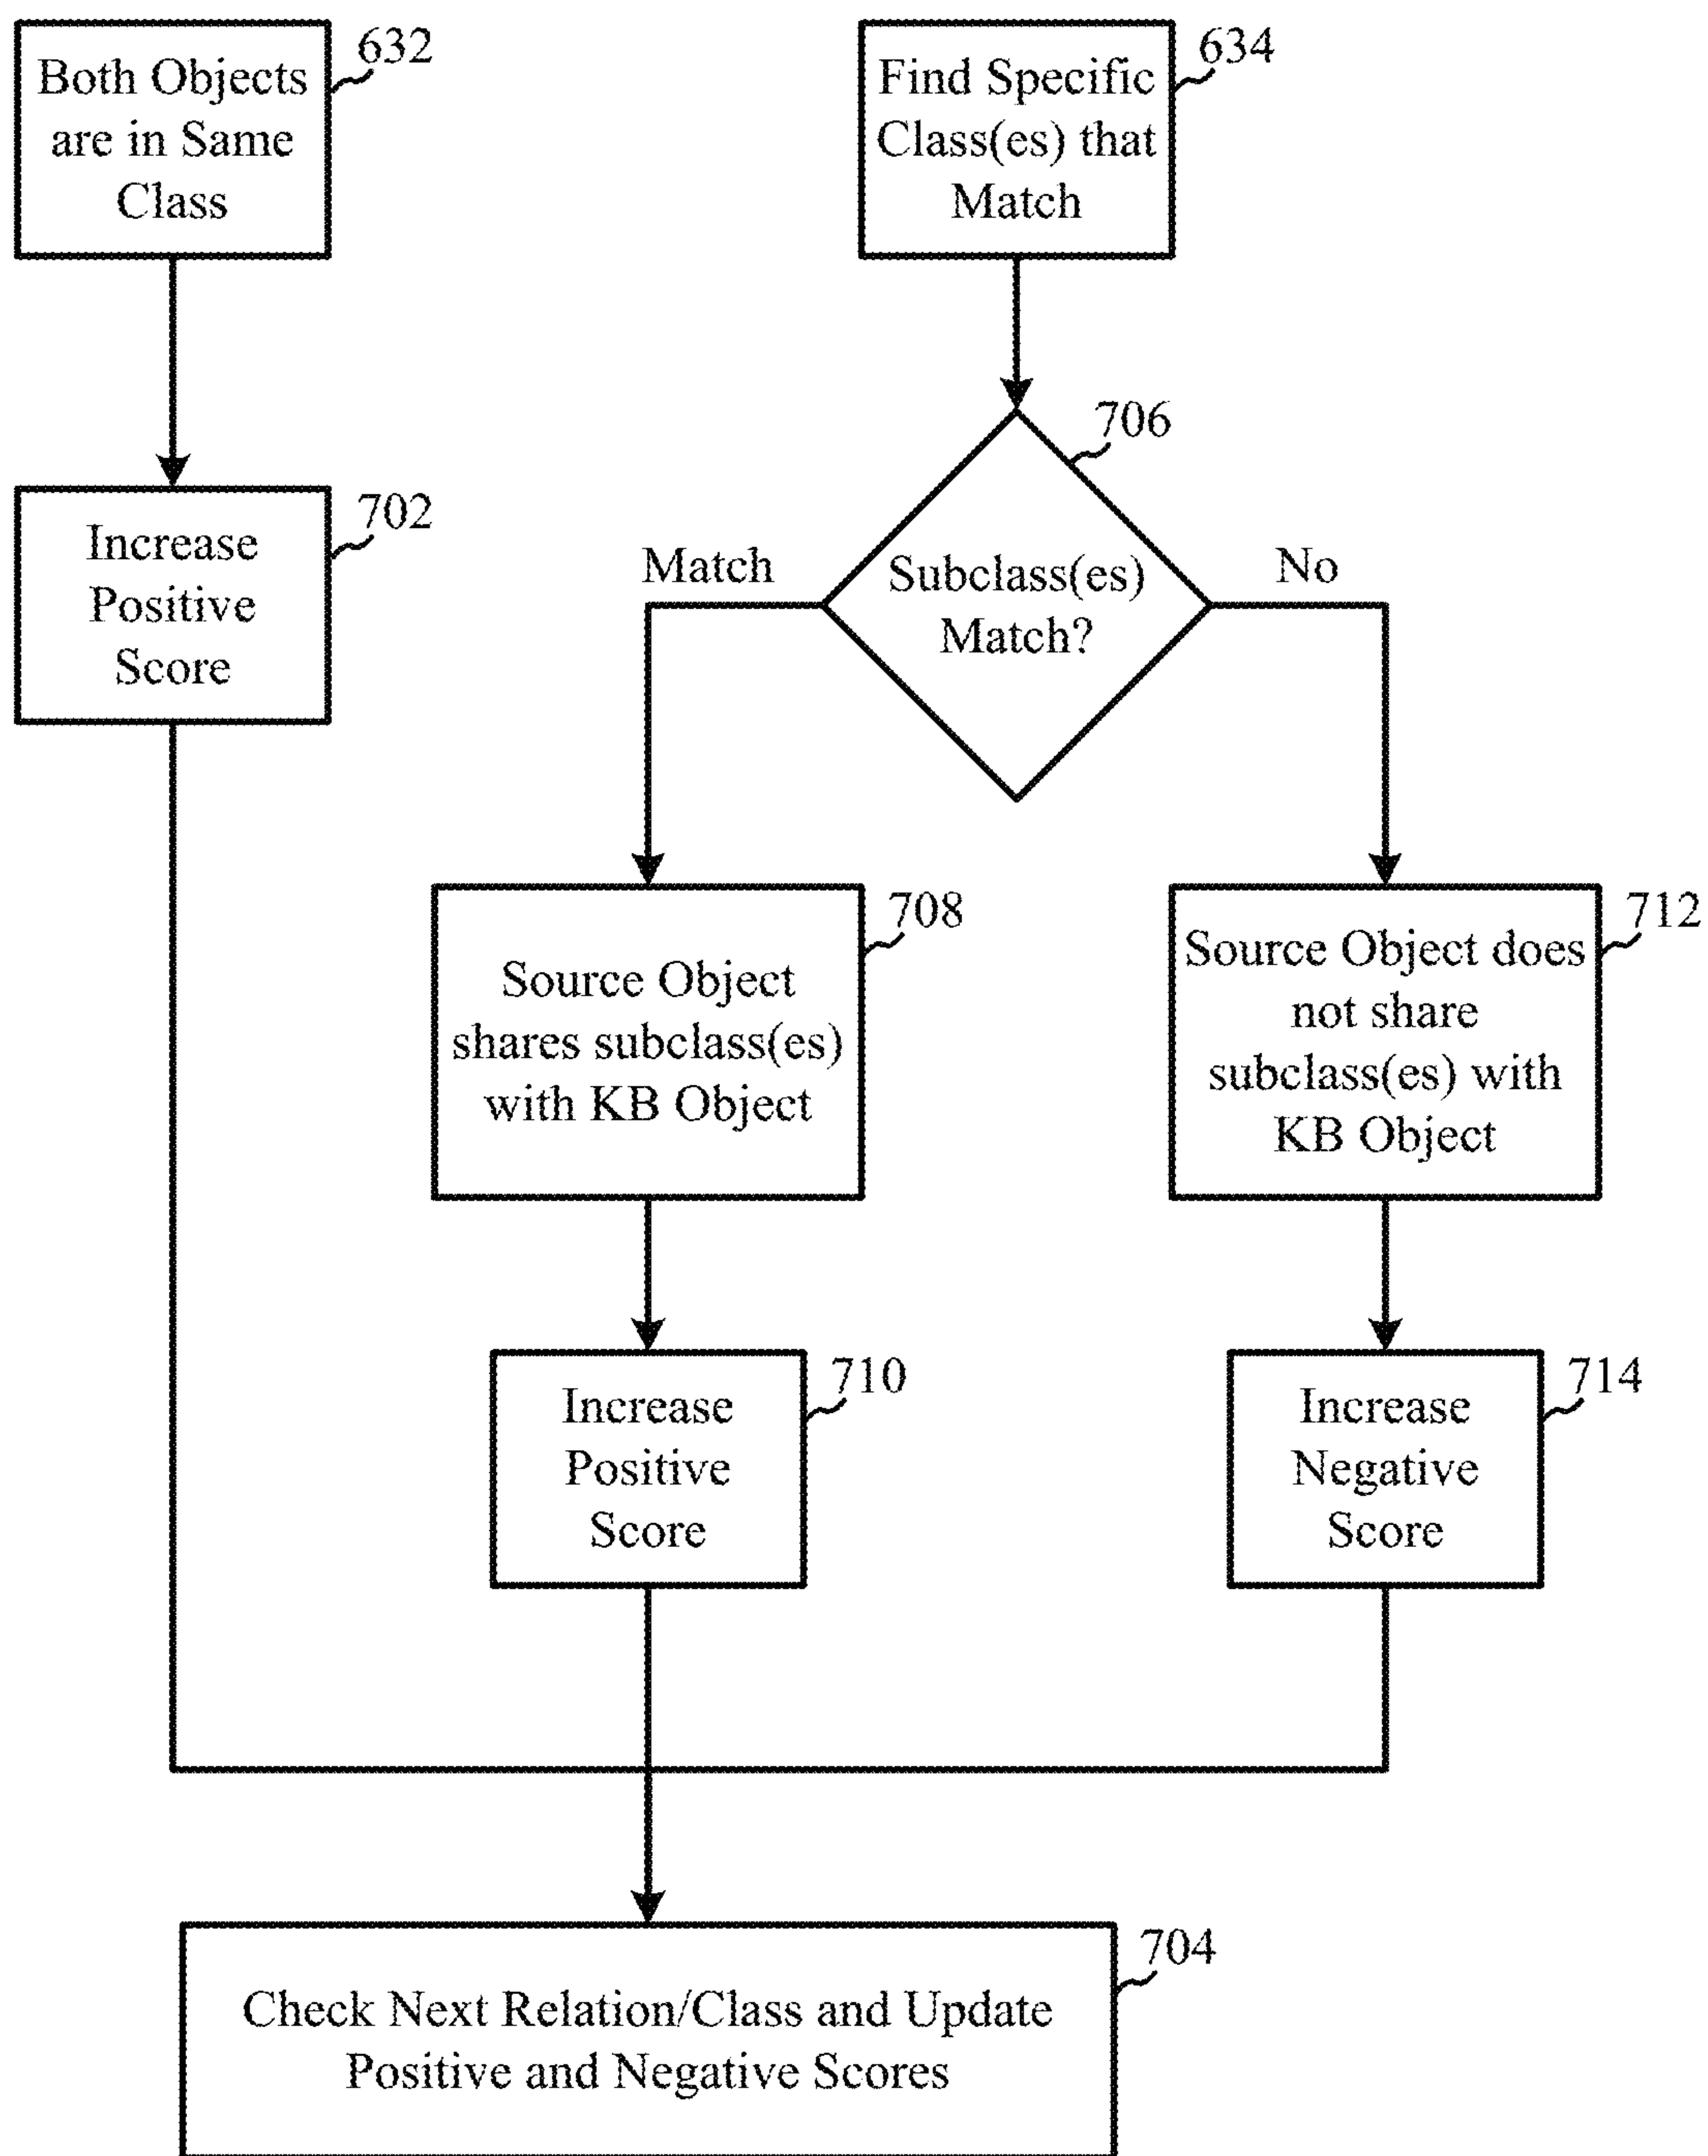 632
Both Objects
are in Same
Class
634
Find Specific
Class(es) that
Match
706
Subclass(es)
Match?
Match
No
702
Increase
Positive
Score
708
Source Object
shares subclass(es)
with KB Object
712
Source Object does
not share
subclass(es) with
KB Object
710
Increase
Positive
Score
714
Increase
Negative
Score
704
Check Next Relation/Class and Update
Positive and Negative Scores